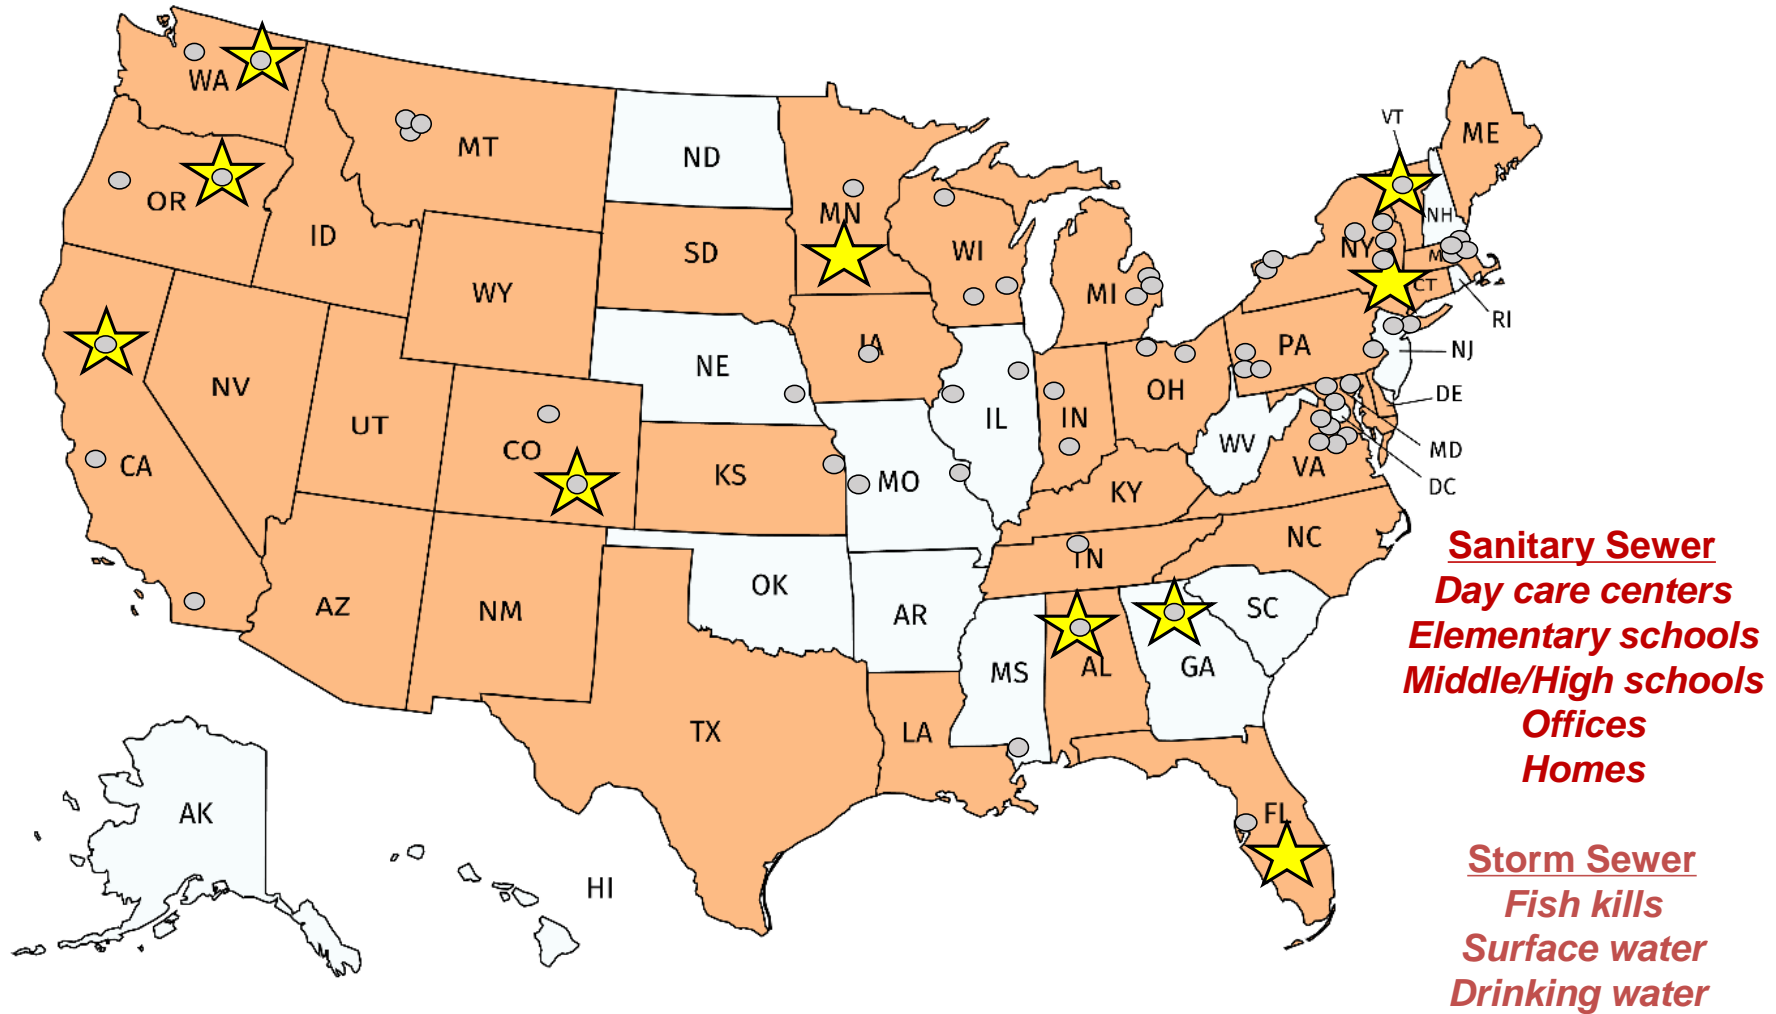 WA
MT
ND
MN
VT
ME
OR
ID
SD
WI
NH
NY
M
WY
MI
CT
RI
IA
PA
NJ
NV
NE
OH
DE
UT
CO
IL
IN
WV
MD
CA
KS
MO
KY
VA
DC
NC
TN
AZ
NM
OK
AR
SC
MS
AL
GA
TX
LA
AK
FL
HI
Sanitary Sewer
Day care centers
Elementary schools
Middle/High schools
Offices
Homes
Storm Sewer
Fish kills
Surface water
Drinking water